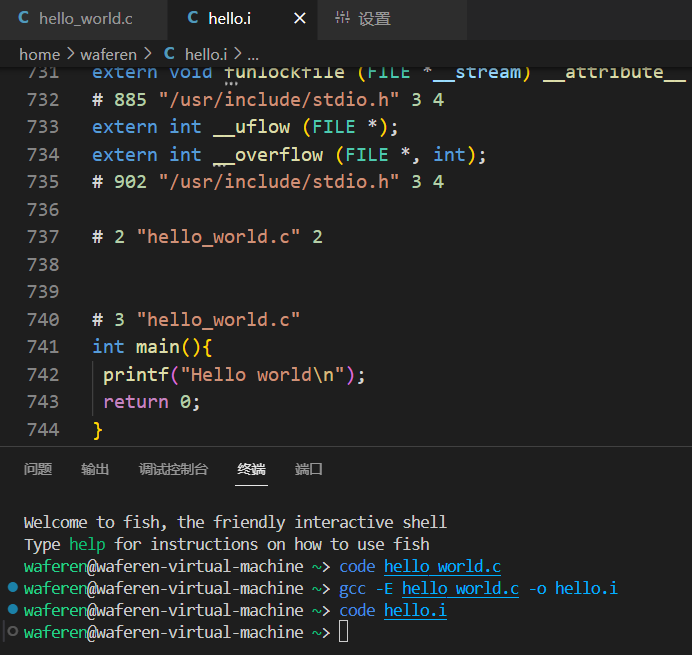 C hello_world.c C hello.i × 设置
home > waferen > C hello.i > ...
731 extern void funlockfile (FILE *__stream) __attribute__
732 # 885 "/usr/include/stdio.h" 3 4
733 extern int __uflow (FILE *);
734 extern int __overflow (FILE *, int);
735 # 902 "/usr/include/stdio.h" 3 4
736
737 # 2 "hello_world.c" 2
738
739
740 # 3 "hello_world.c"
741 int main(){
742 printf("Hello world\n");
743 return 0;
744 }
问题 输出 调试控制台 终端 端口
Welcome to fish, the friendly interactive shell
Type help for instructions on how to use fish
waferen@waferen-virtual-machine ~> code hello_world.c
waferen@waferen-virtual-machine ~> gcc -E hello_world.c -o hello.i
waferen@waferen-virtual-machine ~> code hello.i
waferen@waferen-virtual-machine ~>